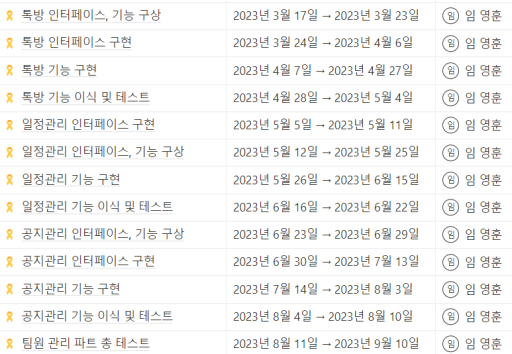 톡방 인터페이스, 기능 구상 2023년 3월 17일 → 2023년 3월 23일 임 임 영훈
톡방 인터페이스 구현 2023년 3월 24일 → 2023년 4월 6일 임 임 영훈
톡방 기능 구현 2023년 4월 7일 → 2023년 4월 27일 임 임 영훈
톡방 기능 이식 및 테스트 2023년 4월 28일 → 2023년 5월 4일 임 임 영훈
일정관리 인터페이스 구현 2023년 5월 5일 → 2023년 5월 11일 임 임 영훈
일정관리 인터페이스, 기능 구상 2023년 5월 12일 → 2023년 5월 25일 임 임 영훈
일정관리 기능 구현 2023년 5월 26일 → 2023년 6월 15일 임 임 영훈
일정관리 기능 이식 및 테스트 2023년 6월 16일 → 2023년 6월 22일 임 임 영훈
공지관리 인터페이스, 기능 구상 2023년 6월 23일 → 2023년 6월 29일 임 임 영훈
공지관리 인터페이스 구현 2023년 6월 30일 → 2023년 7월 13일 임 임 영훈
공지관리 기능 구현 2023년 7월 14일 → 2023년 8월 3일 임 임 영훈
공지관리 기능 이식 및 테스트 2023년 8월 4일 → 2023년 8월 10일 임 임 영훈
팀원 관리 파트 총 테스트 2023년 8월 11일 → 2023년 9월 10일 임 임 영훈